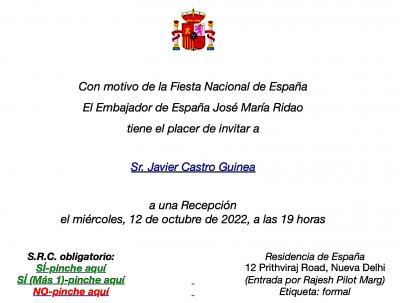 Con motivo de la Fiesta Nacional de España
El Embajador de España José María Ridao
tiene el placer de invitar a
Sr. Javier Castro Guinea
a una Recepción
el miércoles, 12 de octubre de 2022, a las 19 horas
S.R.C. obligatorio:
SÍ-pinche aquí
SÍ (Más 1)-pinche aquí
NO-pinche aquí
Residencia de España
12 Prithviraj Road, Nueva Delhi
(Entrada por Rajesh Pilot Marg)
Etiqueta: formal